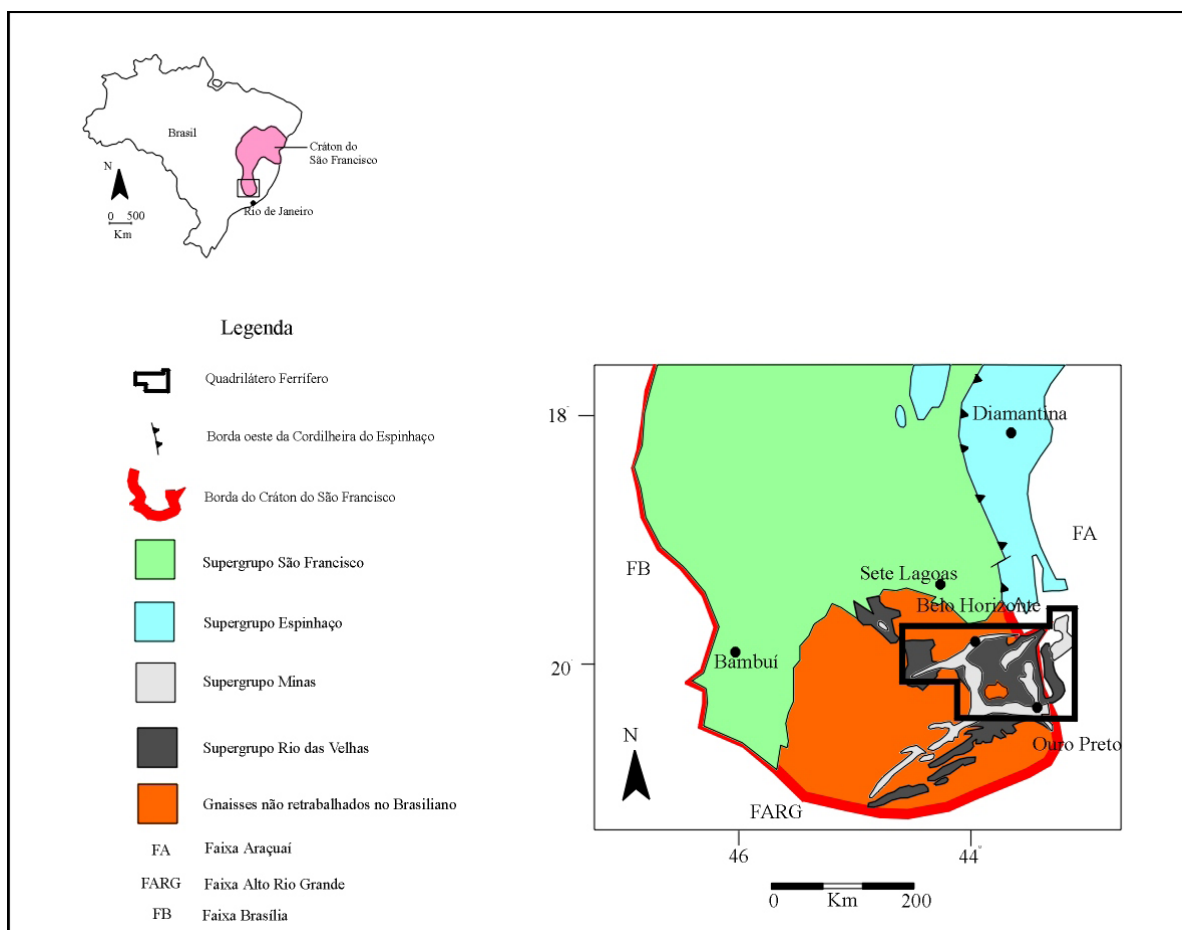 Brasil
Cráton do
São Francisco
N
0 500
Km
Rio de Janeiro
Legenda
Quadrilátero Ferrífero
Borda oeste da Cordilheira do Espinhaço
Borda do Cráton do São Francisco
Supergrupo São Francisco
Supergrupo Espinhaço
Supergrupo Minas
Supergrupo Rio das Velhas
Gnaisses não retrabalhados no Brasiliano
FA Faixa Araçuaí
FARG Faixa Alto Rio Grande
FB Faixa Brasília
18°
Diamantina
FA
FB
Sete Lagoas
Belo Horizonte
20
Bambuí
N
Ouro Preto
FARG
46
44°
0 Km 200